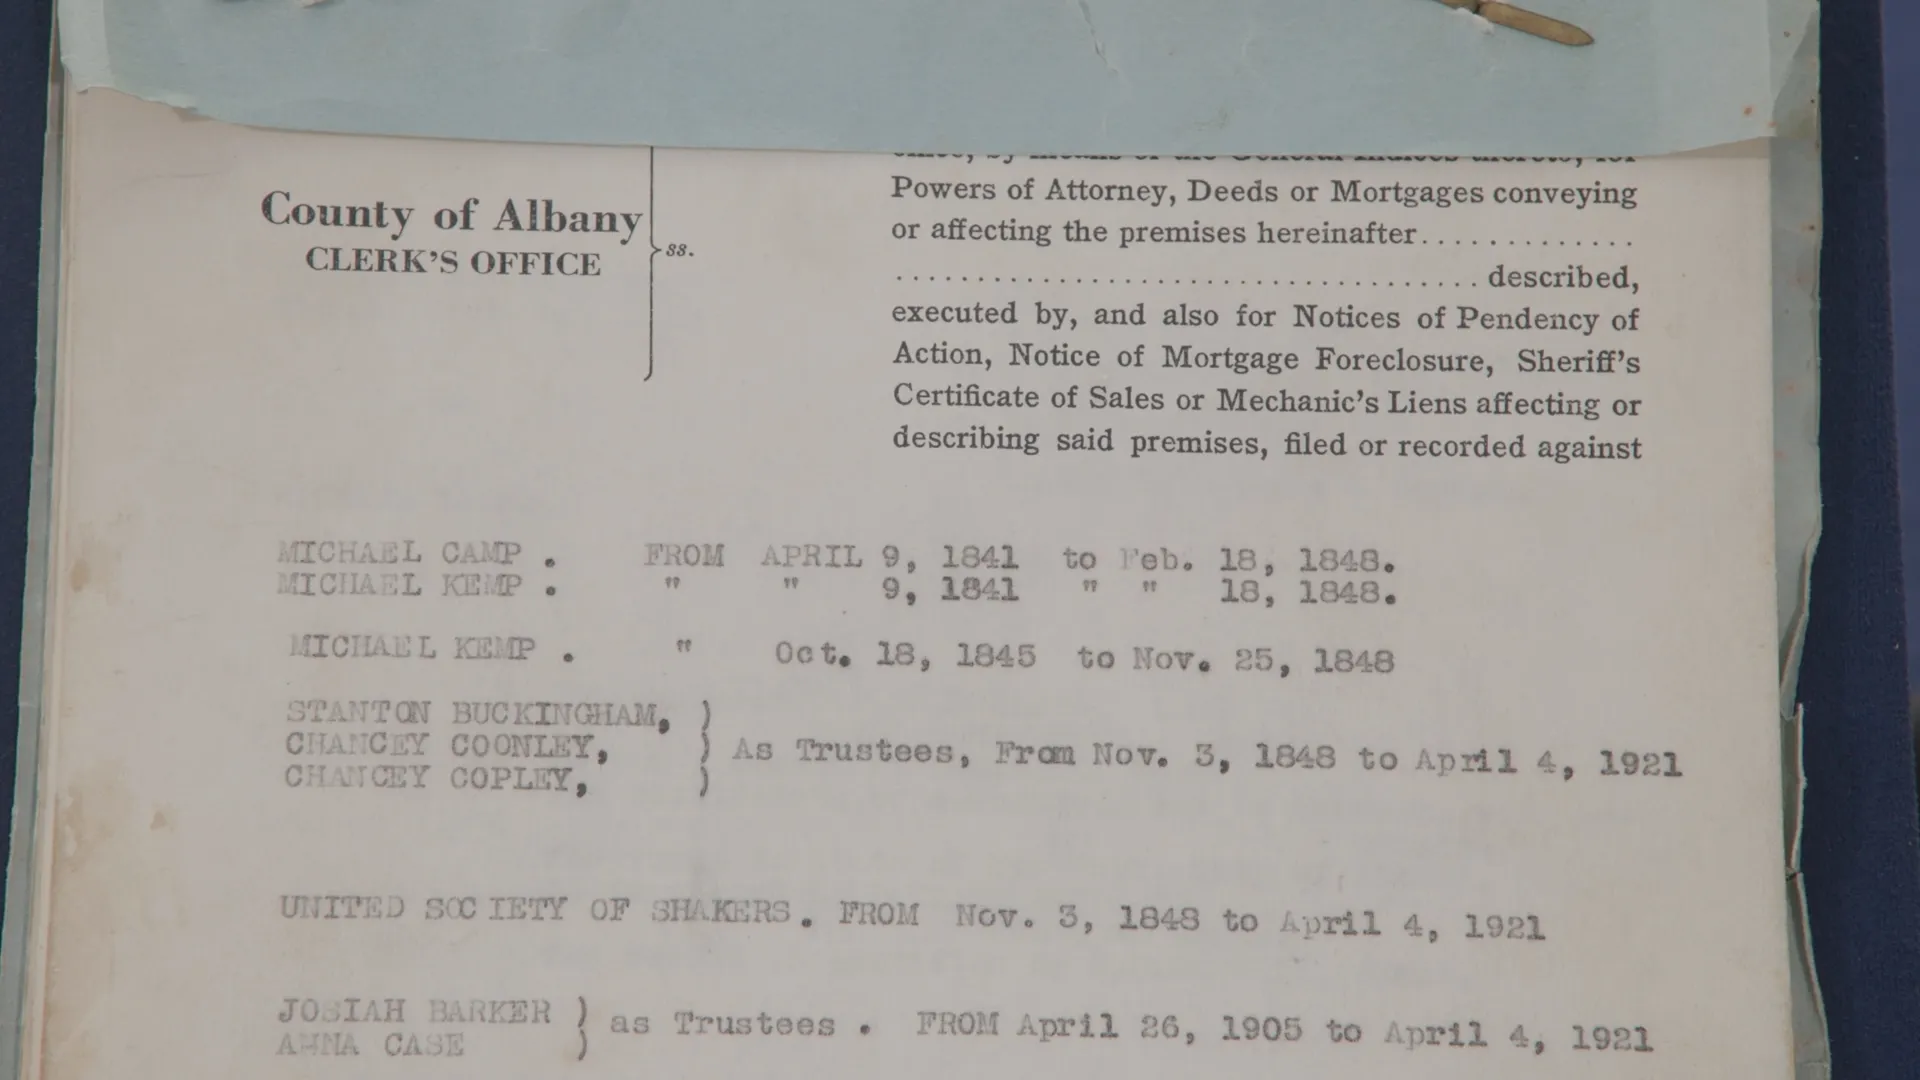 Powers of Attorney, Deeds or Mortgages conveying
or affecting the premises hereinafter.............
................................... described,
executed by, and also for Notices of Pendency of
Action, Notice of Mortgage Foreclosure, Sheriff's
Certificate of Sales or Mechanic's Liens affecting or
describing said premises, filed or recorded against
County of Albany
CLERK'S OFFICE
ss.
MICHAEL CAMP . FROM APRIL 9, 1841 to Feb. 18, 1848.
MICHAEL KEMP . " " 9, 1841 " " 18, 1848.
MICHAEL KEMP . " Oct. 18, 1845 to Nov. 25, 1848
STANTON BUCKINGHAM, )
CHANCEY COONLEY, ) As Trustees, From Nov. 3, 1848 to April 4, 1921
CHANCEY COPLEY, )
UNITED SOCIETY OF SHAKERS. FROM Nov. 3, 1848 to April 4, 1921
JOSIAH BARKER ) as Trustees . FROM April 26, 1905 to April 4, 1921
ANNA CASE )